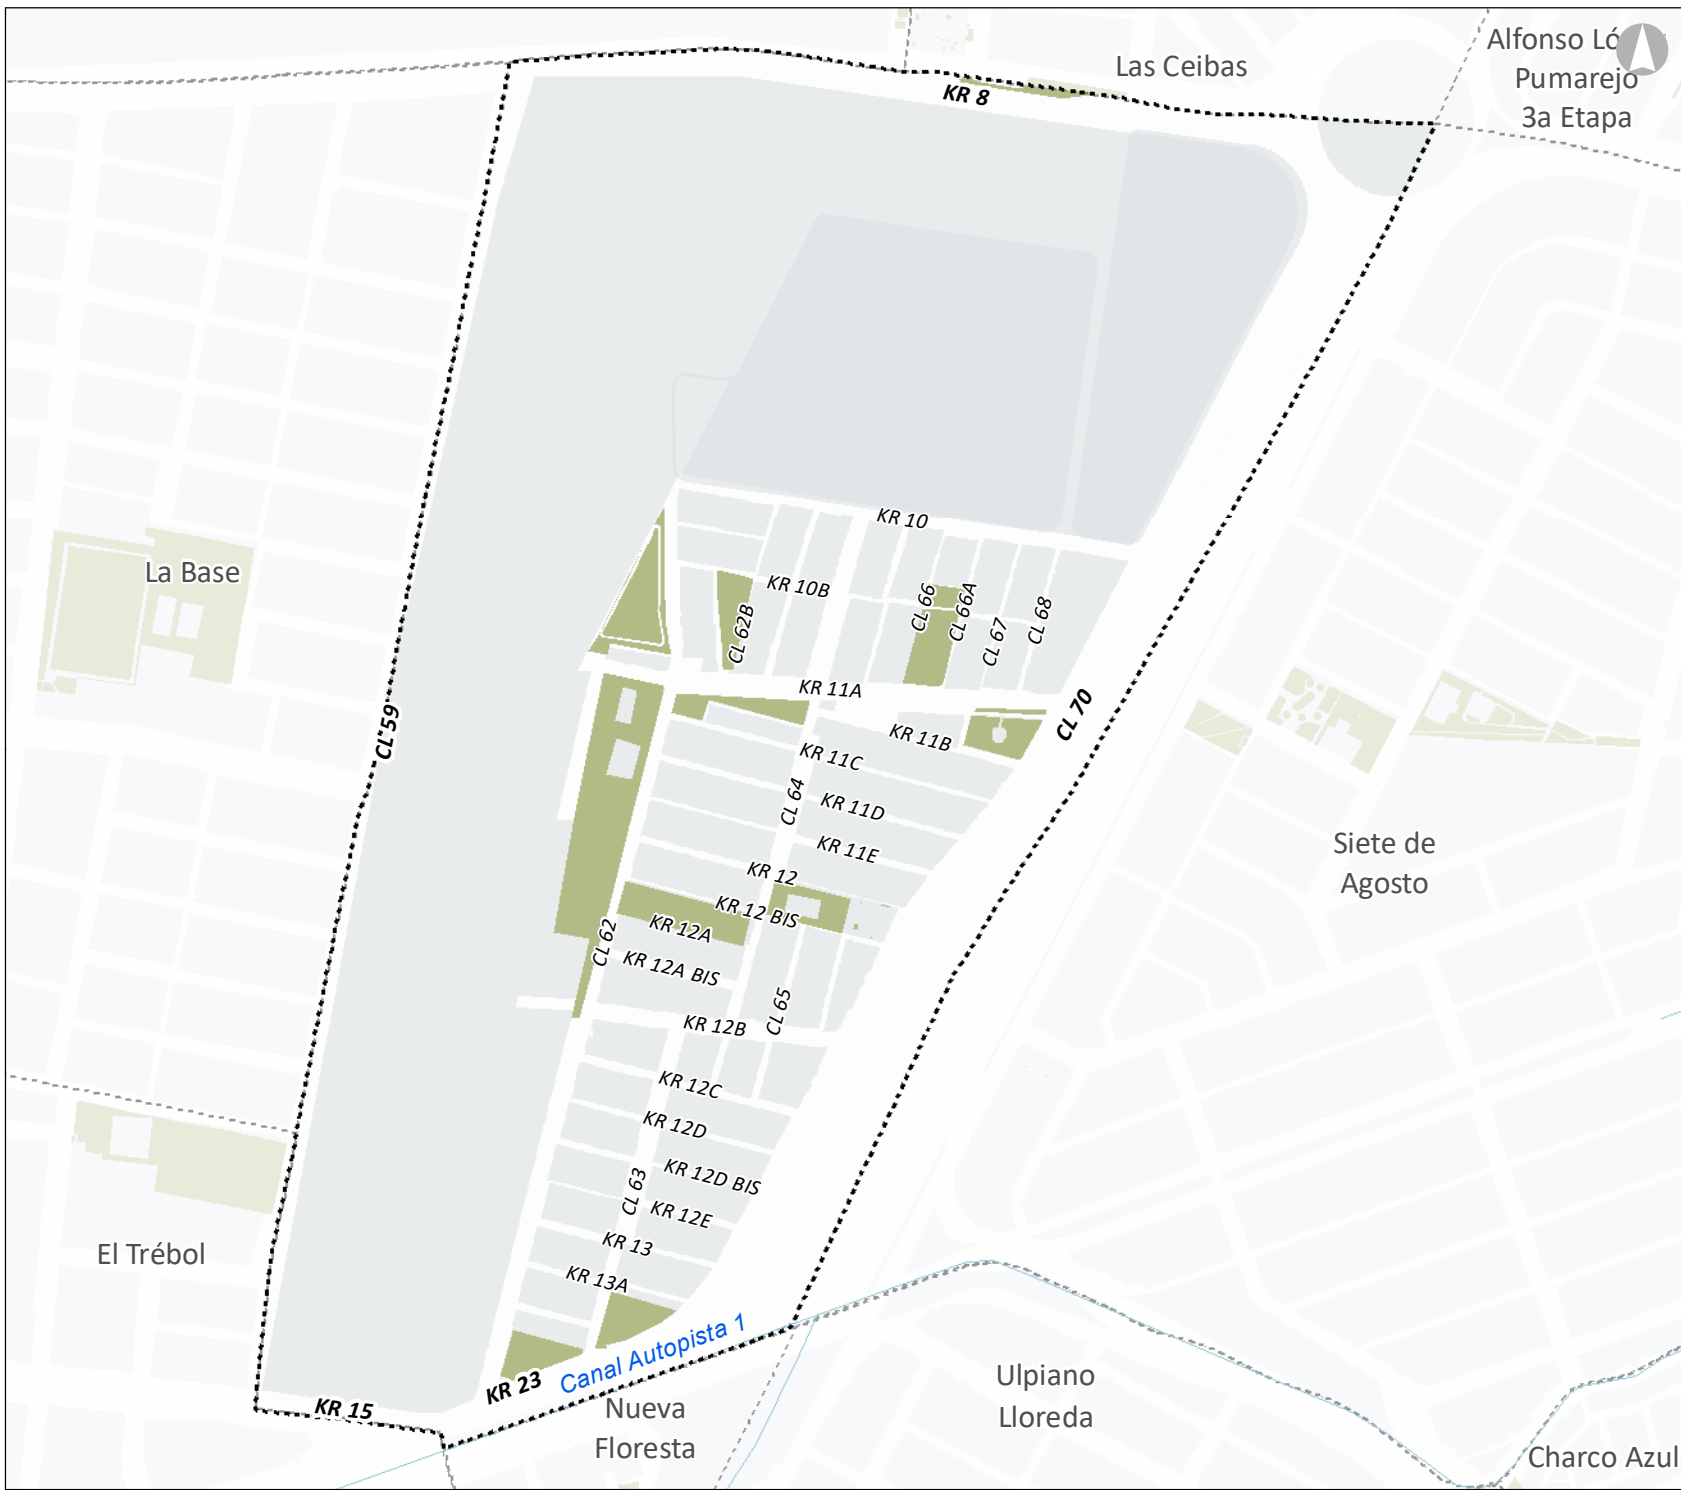 Las Ceibas
Alfonso Ló
Pumarejo
3a Etapa
KR 8
KR 10
La Base
KR 10B
CL 62B
CL 66
CL 66A
CL 67
CL 68
KR 11A
CL 59
CL 70
KR 11B
KR 11C
CL 64
KR 11D
KR 11E
Siete de
Agosto
KR 12
KR 12 BIS
KR 12A
CL 62
KR 12A BIS
CL 65
KR 12B
KR 12C
KR 12D
KR 12D BIS
CL 63
KR 12E
KR 13
El Trébol
KR 13A
Canal Autopista 1
KR 23
KR 15
Nueva
Floresta
Ulpiano
Lloreda
Charco Azul